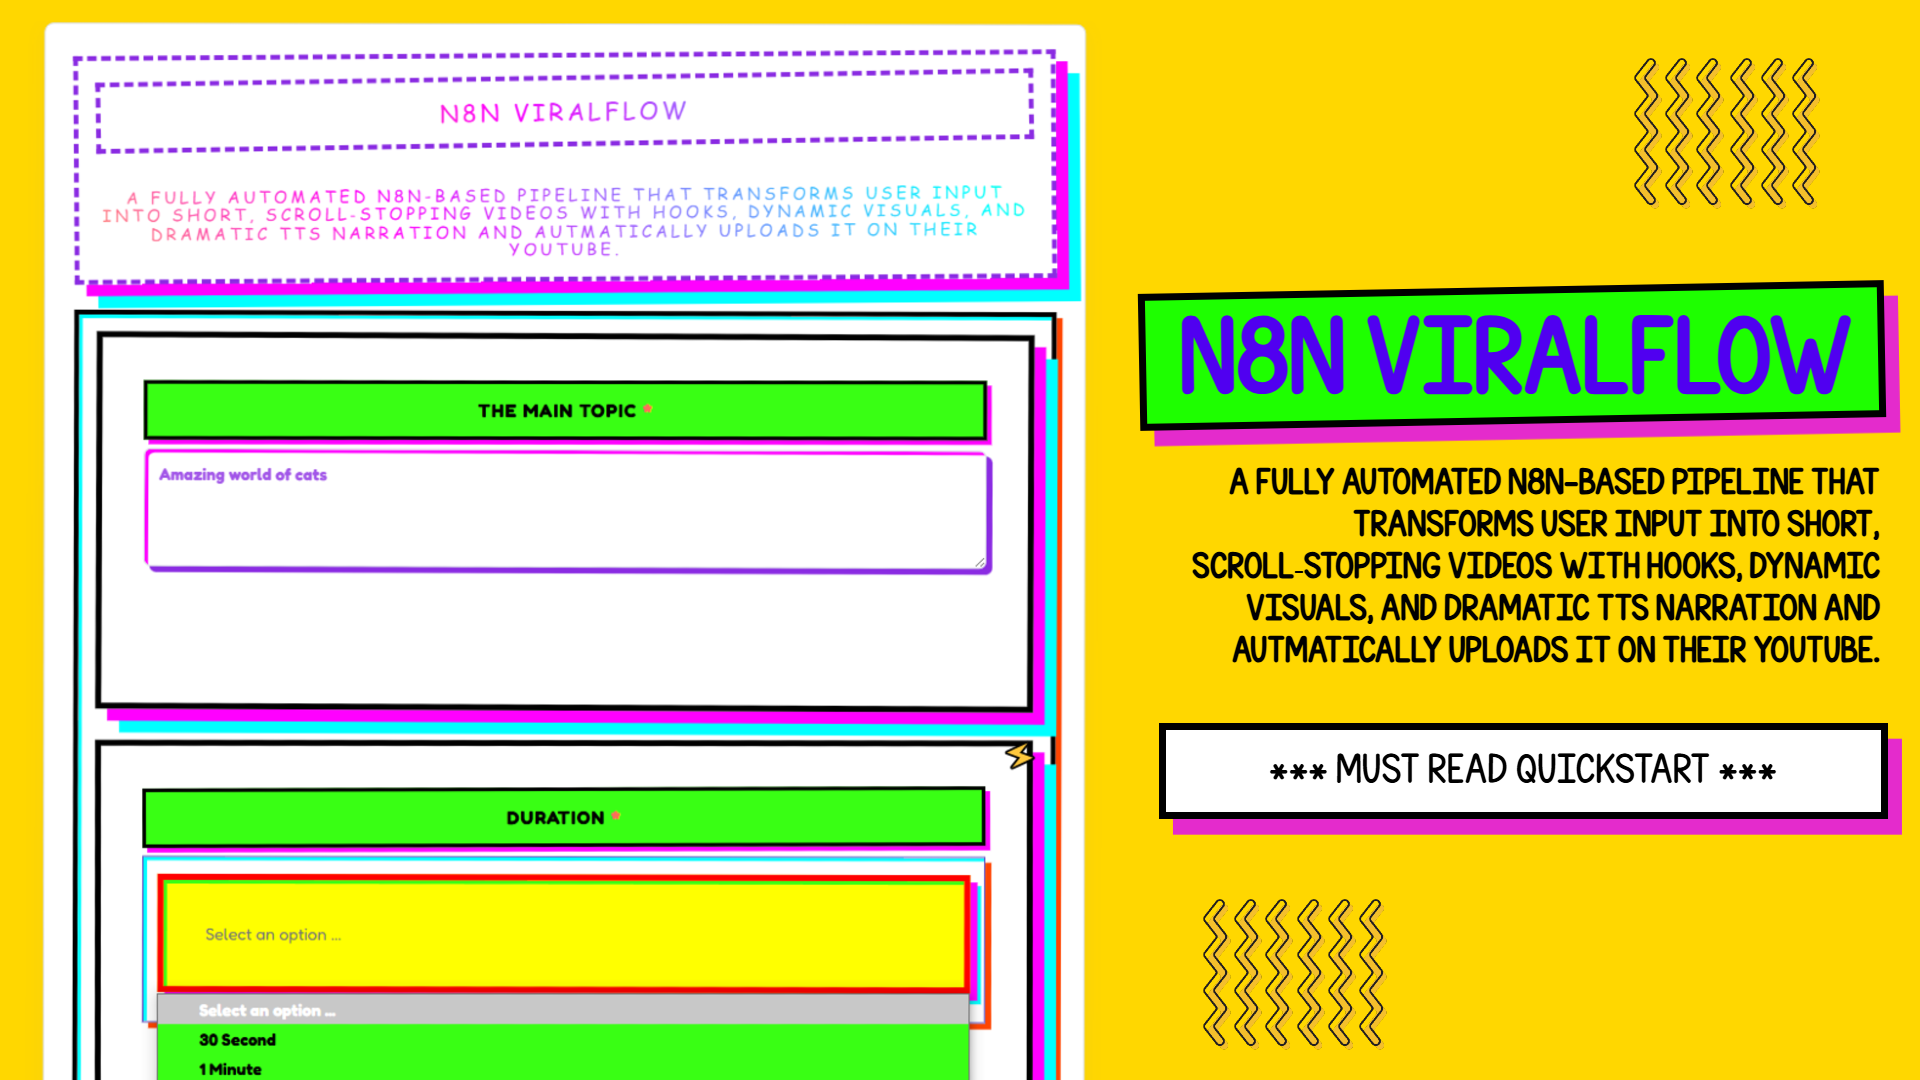 N8N VIRALFLOW
A FULLY AUTOMATED N8N-BASED PIPELINE THAT TRANSFORMS USER INPUT
INTO SHORT, SCROLL-STOPPING VIDEOS WITH HOOKS, DYNAMIC VISUALS, AND
DRAMATIC TTS NARRATION AND AUTMATICALLY UPLOADS IT ON THEIR
YOUTUBE.
THE MAIN TOPIC *
Amazing world of cats
DURATION *
Select an option ...
Select an option ...
30 Second
1 Minute
N8N VIRALFLOW
A FULLY AUTOMATED N8N-BASED PIPELINE THAT
TRANSFORMS USER INPUT INTO SHORT,
SCROLL-STOPPING VIDEOS WITH HOOKS, DYNAMIC
VISUALS, AND DRAMATIC TTS NARRATION AND
AUTMATICALLY UPLOADS IT ON THEIR YOUTUBE.
*** MUST READ QUICKSTART ***